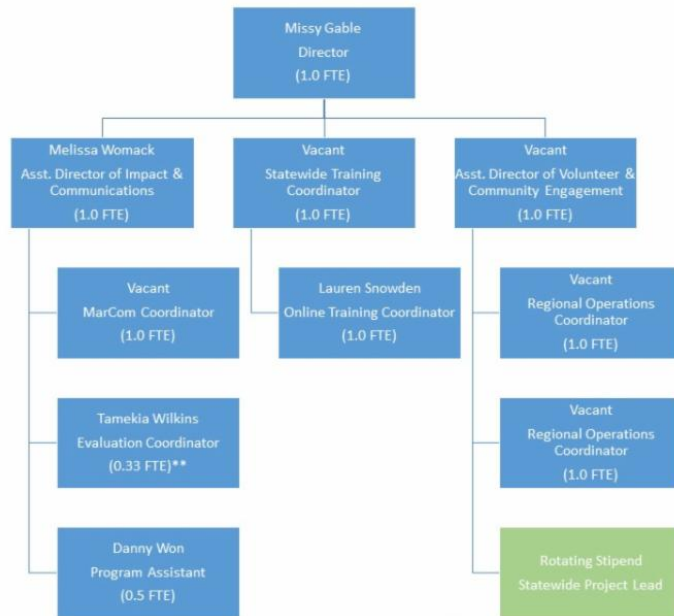 Missy Gable
Director
(1.0 FTE)
Melissa Womack
Asst. Director of Impact &
Communications
(1.0 FTE)
Vacant
Statewide Training
Coordinator
(1.0 FTE)
Vacant
Asst. Director of Volunteer &
Community Engagement
(1.0 FTE)
Vacant
MarCom Coordinator
(1.0 FTE)
Lauren Snowden
Online Training Coordinator
(1.0 FTE)
Vacant
Regional Operations
Coordinator
(1.0 FTE)
Tamekia Wilkins
Evaluation Coordinator
(0.33 FTE)**
Vacant
Regional Operations
Coordinator
(1.0 FTE)
Danny Won
Program Assistant
(0.5 FTE)
Rotating Stipend
Statewide Project Lead